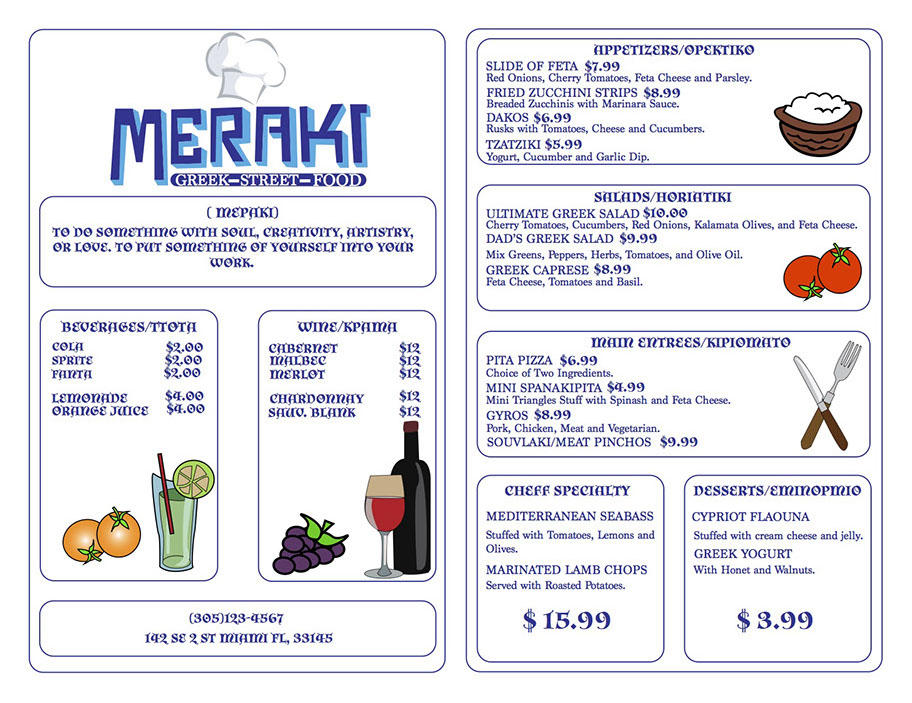 MERAKI
GREEK-STREET-FOOD
( ΜΕΡΑΚΙ)
TO DO SOMETHING WITH SOUL, CREATIVITY, ARTISTRY,
OR LOVE. TO PUT SOMETHING OF YOURSELF INTO YOUR
WORK.
BEVERAGES/ΤΤΟΤΑ
COLA $2.00
SPRITE $2.00
FANTA $2.00
LEMONADE $4.00
ORANGE JUICE $4.00
WINE/ΚΡΑΜΑ
CABERNET $12
MALBEC $12
MERLOT $12
CHARDONNAY $12
SAUV. BLANK $12
(305)123-4567
142 SE 2 ST MIAMI FL, 33145
APPETIZERS/ΟΡΕΚΤΙΚΟ
SLIDE OF FETA $7.99
Red Onions, Cherry Tomatoes, Feta Cheese and Parsley.
FRIED ZUCCHINI STRIPS $8.99
Breaded Zucchinis with Marinara Sauce.
DAKOS $6.99
Rusks with Tomatoes, Cheese and Cucumbers.
TZATZIKI $5.99
Yogurt, Cucumber and Garlic Dip.
SALADS/HORIATIKI
ULTIMATE GREEK SALAD $10.00
Cherry Tomatoes, Cucumbers, Red Onions, Kalamata Olives, and Feta Cheese.
DAD'S GREEK SALAD $9.99
Mix Greens, Peppers, Herbs, Tomatoes, and Olive Oil.
GREEK CAPRESE $8.99
Feta Cheese, Tomatoes and Basil.
MAIN ENTREES/KIPIOMATO
PITA PIZZA $6.99
Choice of Two Ingredients.
MINI SPANAKIPITA $4.99
Mini Triangles Stuff with Spinash and Feta Cheese.
GYROS $8.99
Pork, Chicken, Meat and Vegetarian.
SOUVLAKI/MEAT PINCHOS $9.99
CHEFF SPECIALTY
MEDITERRANEAN SEABASS
Stuffed with Tomatoes, Lemons and
Olives.
MARINATED LAMB CHOPS
Served with Roasted Potatoes.
$ 15.99
DESSERTS/EMINOPMIO
CYPRIOT FLAOUNA
Stuffed with cream cheese and jelly.
GREEK YOGURT
With Honet and Walnuts.
$ 3.99